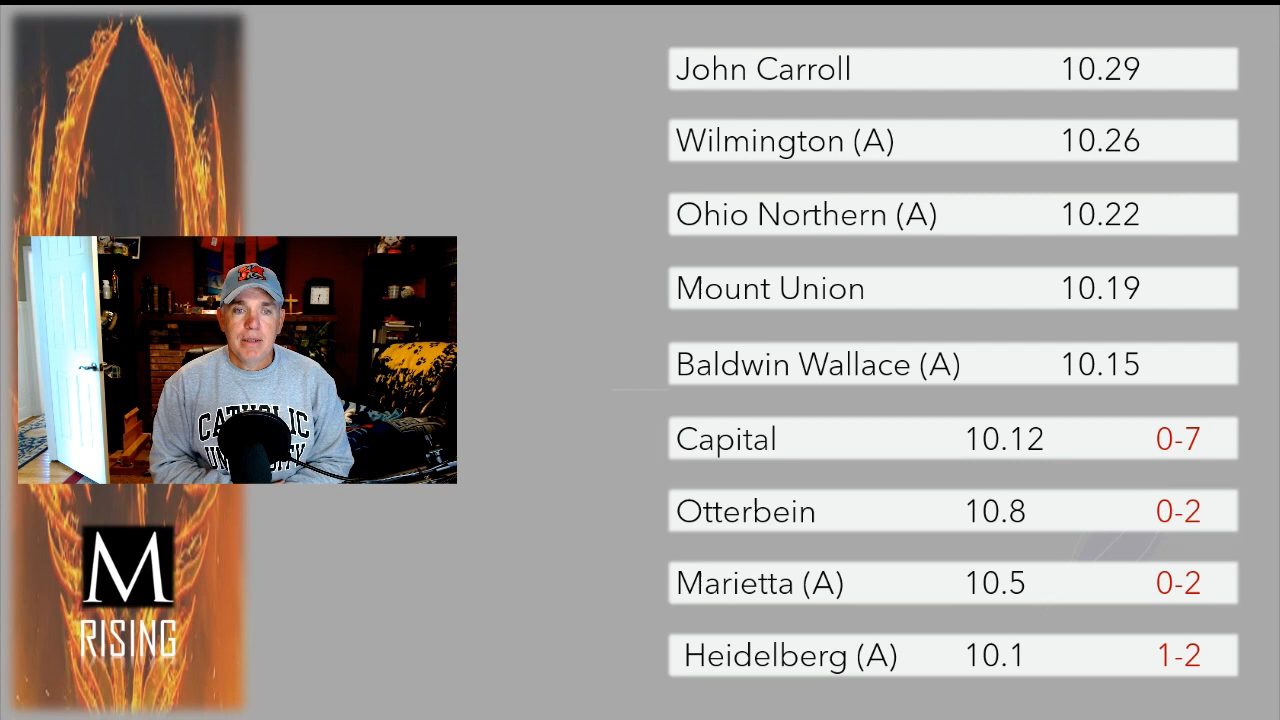 John Carroll 10.29
Wilmington (A) 10.26
Ohio Northern (A) 10.22
Mount Union 10.19
Baldwin Wallace (A) 10.15
Capital 10.12 0-7
Otterbein 10.8 0-2
Marietta (A) 10.5 0-2
Heidelberg (A) 10.1 1-2
CATHOLIC
M
RISING